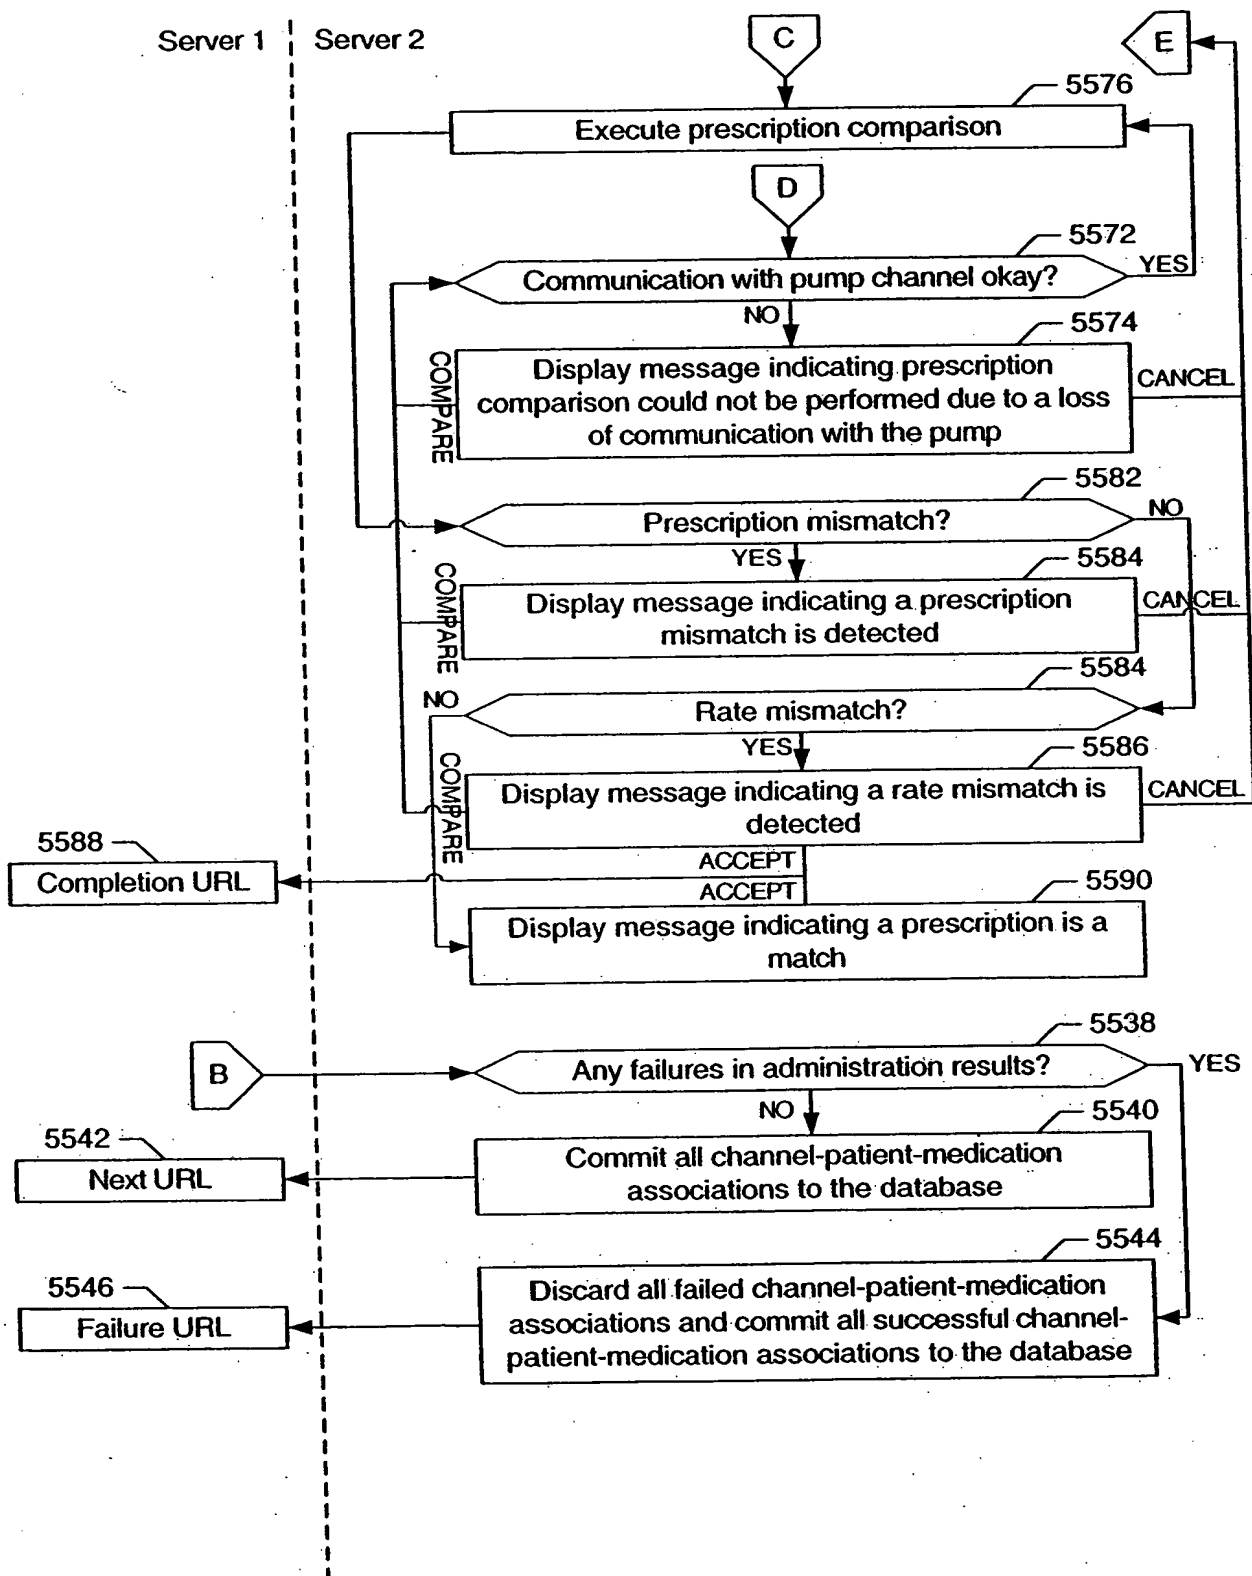 Server 1
Server 2
C
E
5576
Execute prescription comparison
D
5572
Communication with pump channel okay?
YES
NO
5574
Display message indicating prescription
comparison could not be performed due to a loss
of communication with the pump
COMPARE
CANCEL
5582
Prescription mismatch?
NO
YES
5584
Display message indicating a prescription
mismatch is detected
COMPARE
CANCEL
5584
NO
Rate mismatch?
YES
5586
Display message indicating a rate mismatch is
detected
COMPARE
CANCEL
5588
Completion URL
ACCEPT
ACCEPT
5590
Display message indicating a prescription is a
match
5538
B
Any failures in administration results?
YES
NO
5540
5542
Next URL
Commit all channel-patient-medication
associations to the database
5544
5546
Failure URL
Discard all failed channel-patient-medication
associations and commit all successful channel-
patient-medication associations to the database